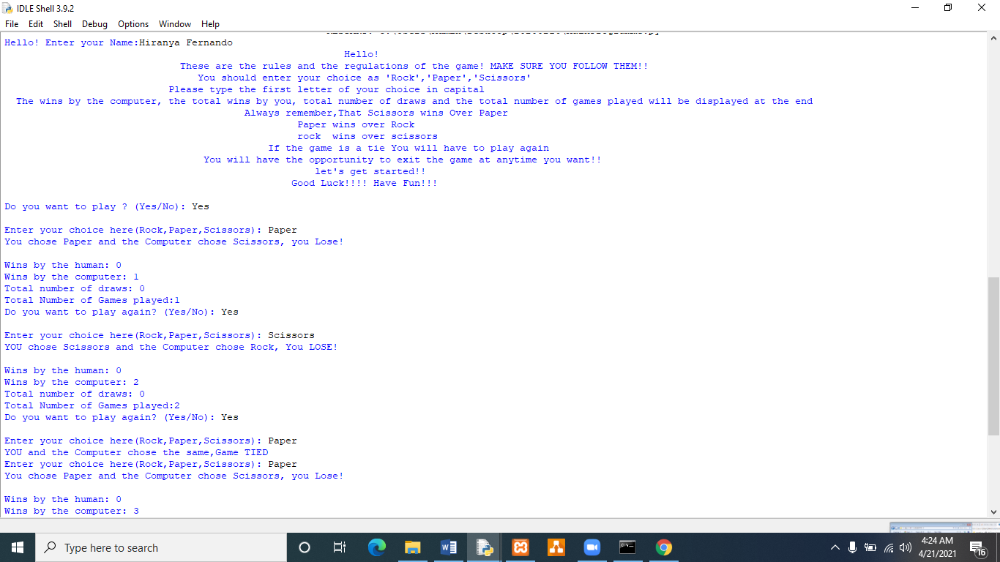 IDLE Shell 3.9.2
File Edit Shell Debug Options Window Help
Hello! Enter your Name:Hiranya Fernando
Hello!
These are the rules and the regulations of the game! MAKE SURE YOU FOLLOW THEM!!
You should enter your choice as 'Rock','Paper','Scissors'
Please type the first letter of your choice in capital
The wins by the computer, the total wins by you, total number of draws and the total number of games played will be displayed at the end
Always remember,That Scissors wins Over Paper
Paper wins over Rock
rock  wins over scissors
If the game is a tie You will have to play again
You will have the opportunity to exit the game at anytime you want!!
let's get started!!
Good Luck!!!! Have Fun!!!
Do you want to play ? (Yes/No): Yes
Enter your choice here(Rock,Paper,Scissors): Paper
You chose Paper and the Computer chose Scissors, you Lose!
Wins by the human: 0
Wins by the computer: 1
Total number of draws: 0
Total Number of Games played:1
Do you want to play again? (Yes/No): Yes
Enter your choice here(Rock,Paper,Scissors): Scissors
YOU chose Scissors and the Computer chose Rock, You LOSE!
Wins by the human: 0
Wins by the computer: 2
Total number of draws: 0
Total Number of Games played:2
Do you want to play again? (Yes/No): Yes
Enter your choice here(Rock,Paper,Scissors): Paper
YOU and the Computer chose the same,Game TIED
Enter your choice here(Rock,Paper,Scissors): Paper
You chose Paper and the Computer chose Scissors, you Lose!
Wins by the human: 0
Wins by the computer: 3
Type here to search
4:24 AM
4/21/2021
16